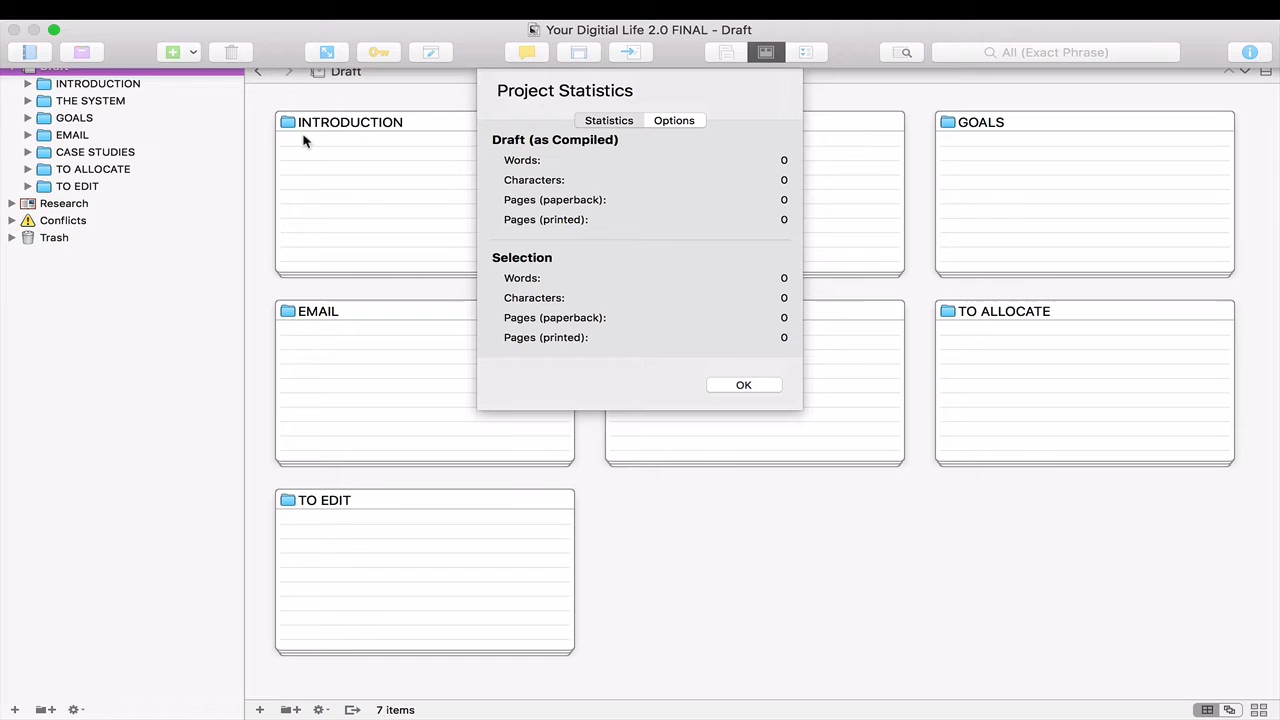 Your Digitial Life 2.0 FINAL - Draft
All (Exact Phrase)
Draft
INTRODUCTION
THE SYSTEM
GOALS
EMAIL
CASE STUDIES
TO ALLOCATE
TO EDIT
Research
Conflicts
Trash
Draft
INTRODUCTION
GOALS
EMAIL
TO ALLOCATE
TO EDIT
Project Statistics
Statistics
Options
Draft (as Compiled)
Words: 0
Characters: 0
Pages (paperback): 0
Pages (printed): 0
Selection
Words: 0
Characters: 0
Pages (paperback): 0
Pages (printed): 0
OK
7 items